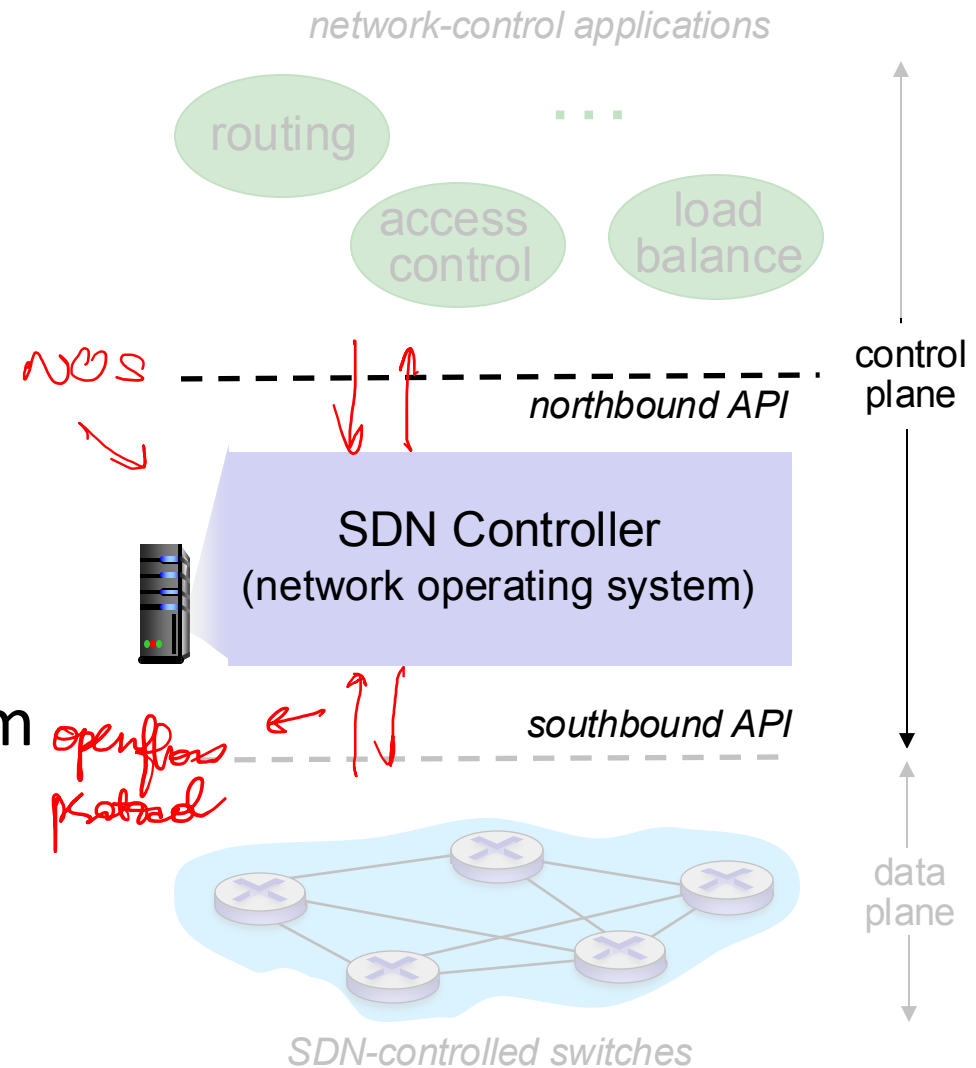 network-control applications
...
routing
access
control
load
balance
NOS
control
plane
northbound API
SDN Controller
(network operating system)
southbound API
m
openflow
data
plane
SDN-controlled switches